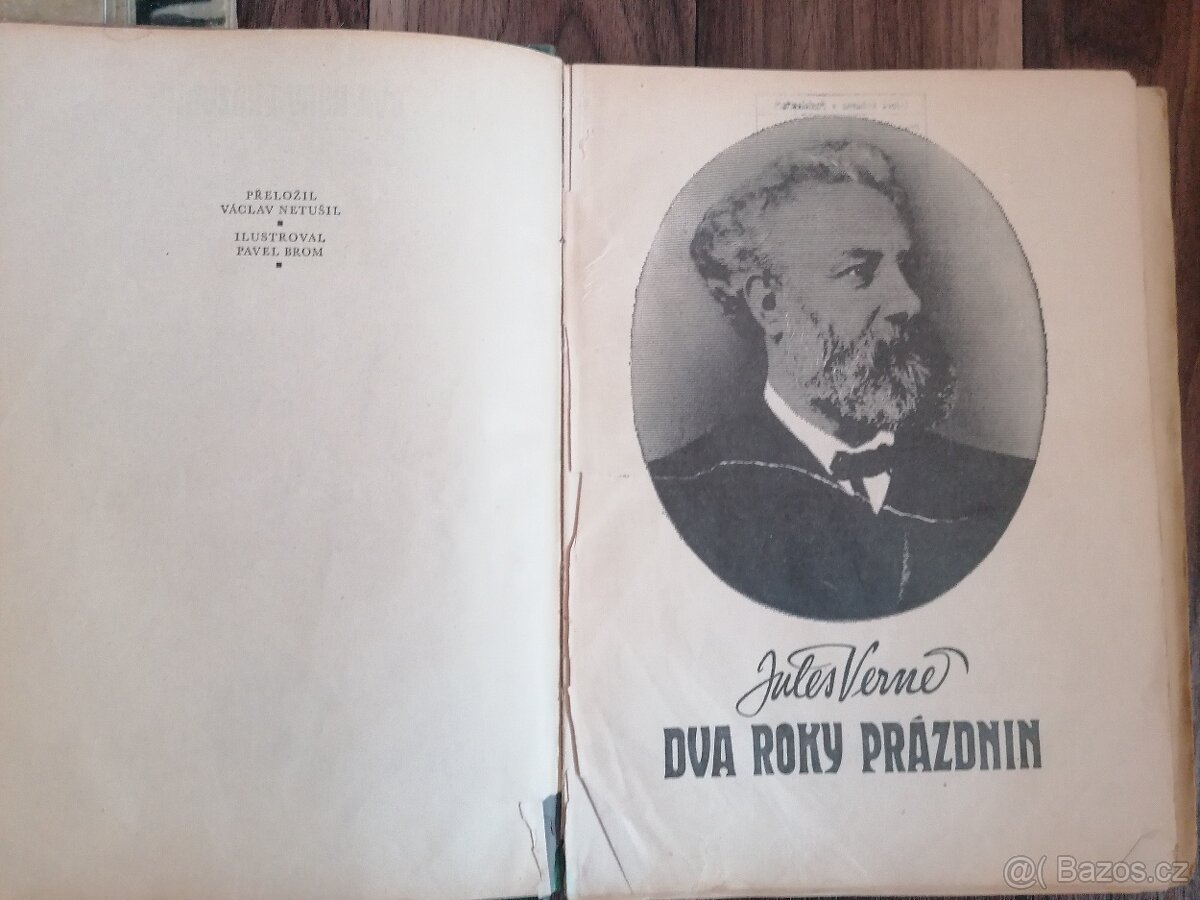 PŘELOŽIL
VÁCLAV NETUŠIL
ILUSTROVAL
PAVEL BROM
Jules Verne
DVA ROKY PRÁZDNIN
@( Bazos.cz